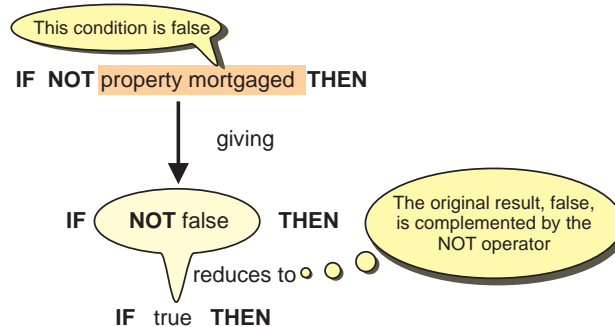 This condition is false
IF NOT property mortgaged THEN
giving
IF NOT false THEN
The original result, false,
is complemented by the
NOT operator
reduces to
IF true THEN